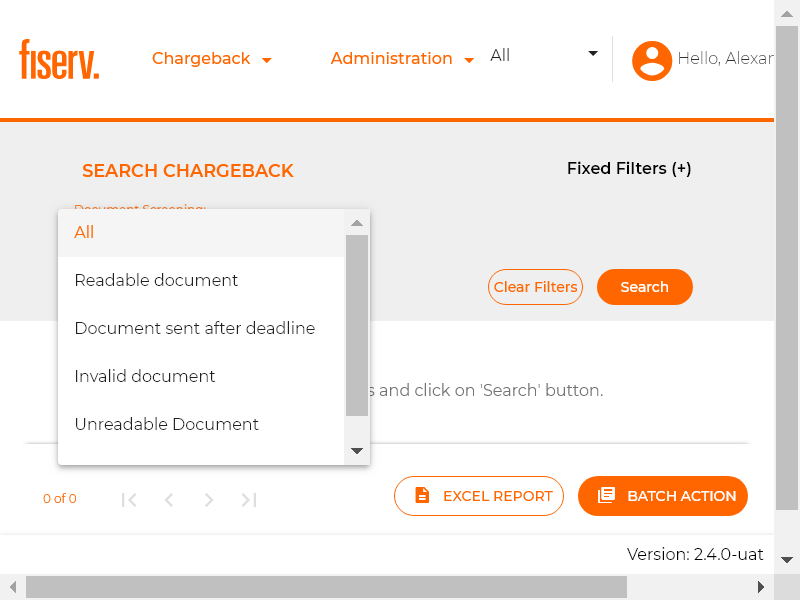 fiserv.
Chargeback
Administration
All
Hello, Alexan
SEARCH CHARGEBACK
Fixed Filters (+)
Document Screening:
All
Readable document
Document sent after deadline
Invalid document
Unreadable Document
Clear Filters
Search
s and click on 'Search' button.
0 of 0
EXCEL REPORT
BATCH ACTION
Version: 2.4.0-uat